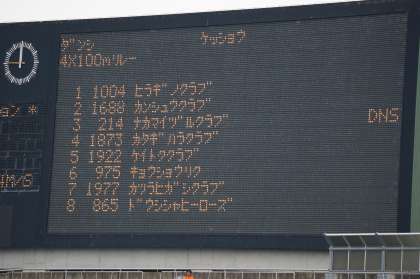 ダンシ ケッショウ
4X100mリレー
1 1004 ヒラギノクラブ
2 1688 カンシュウクラブ
3 214 ナカマイヅルクラブ DNS
4 1873 カタギハラクラブ
5 1922 ケイトククラブ
6 975 キョウショウリク
7 1977 カツラヒガシクラブ
8 865 ドウシシャヒーローズ
m/s